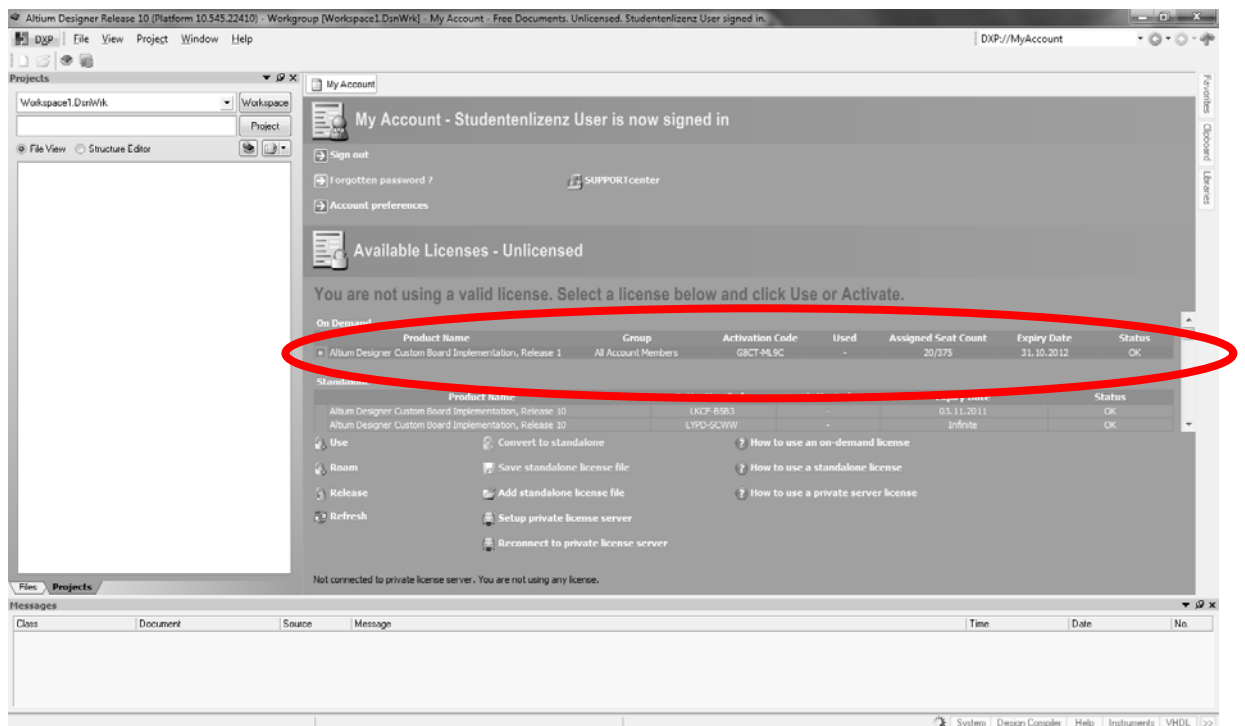 Altium Designer Release 10 (Platform 10.545.22410) - Workgroup [Workspace1.DsnWrk] - My Account - Free Documents. Unlicensed. Studentenlizenz User signed in.
DXP File View Project Window Help DXP://MyAccount
Projects
My Account
Workspace1.DsnWrk Workspace
Project
File View Structure Editor
Favorites
Clipboard
Libraries
My Account - Studentenlizenz User is now signed in
Sign out
Forgotten password ? SUPPORTcenter
Account preferences
Available Licenses - Unlicensed
You are not using a valid license. Select a license below and click Use or Activate.
On Demand
Product Name Group Activation Code Used Assigned Seat Count Expiry Date Status
Altium Designer Custom Board Implementation, Release 1 All Account Members G8CT-ML9C - 20/375 31.10.2012 OK
Standalone
Product Name Expiry Date Status
Altium Designer Custom Board Implementation, Release 10 LKCF-B5B3 - 03.11.2011 OK
Altium Designer Custom Board Implementation, Release 10 LYPD-SCWW - Infinite OK
Use Convert to standalone How to use an on-demand license
Roam Save standalone license file How to use a standalone license
Release Add standalone license file How to use a private server license
Refresh Setup private license server
Reconnect to private license server
Not connected to private license server. You are not using any license.
Files Projects
Messages
Class Document Source Message Time Date No.
System Design Compiler Help Instruments VHDL >>